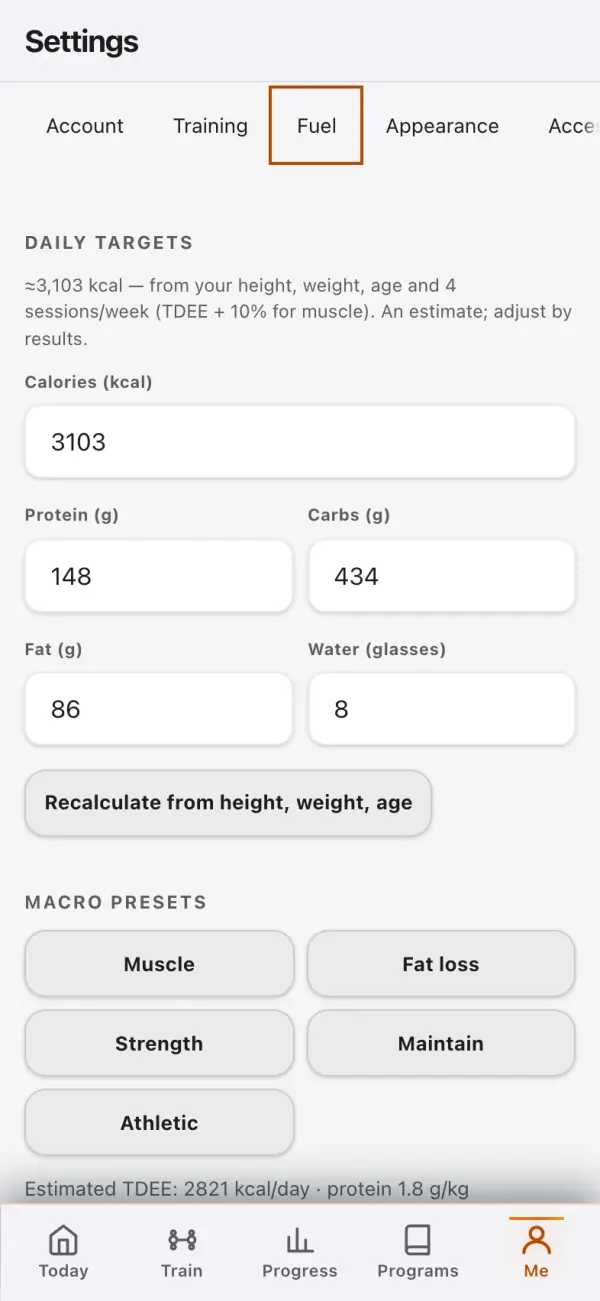 Settings
Account Training Fuel Appearance Acce
DAILY TARGETS
≈3,103 kcal — from your height, weight, age and 4
sessions/week (TDEE + 10% for muscle). An estimate; adjust by
results.
Calories (kcal)
3103
Protein (g) Carbs (g)
148 434
Fat (g) Water (glasses)
86 8
Recalculate from height, weight, age
MACRO PRESETS
Muscle Fat loss
Strength Maintain
Athletic
Estimated TDEE: 2821 kcal/day · protein 1.8 g/kg
Today Train Progress Programs Me